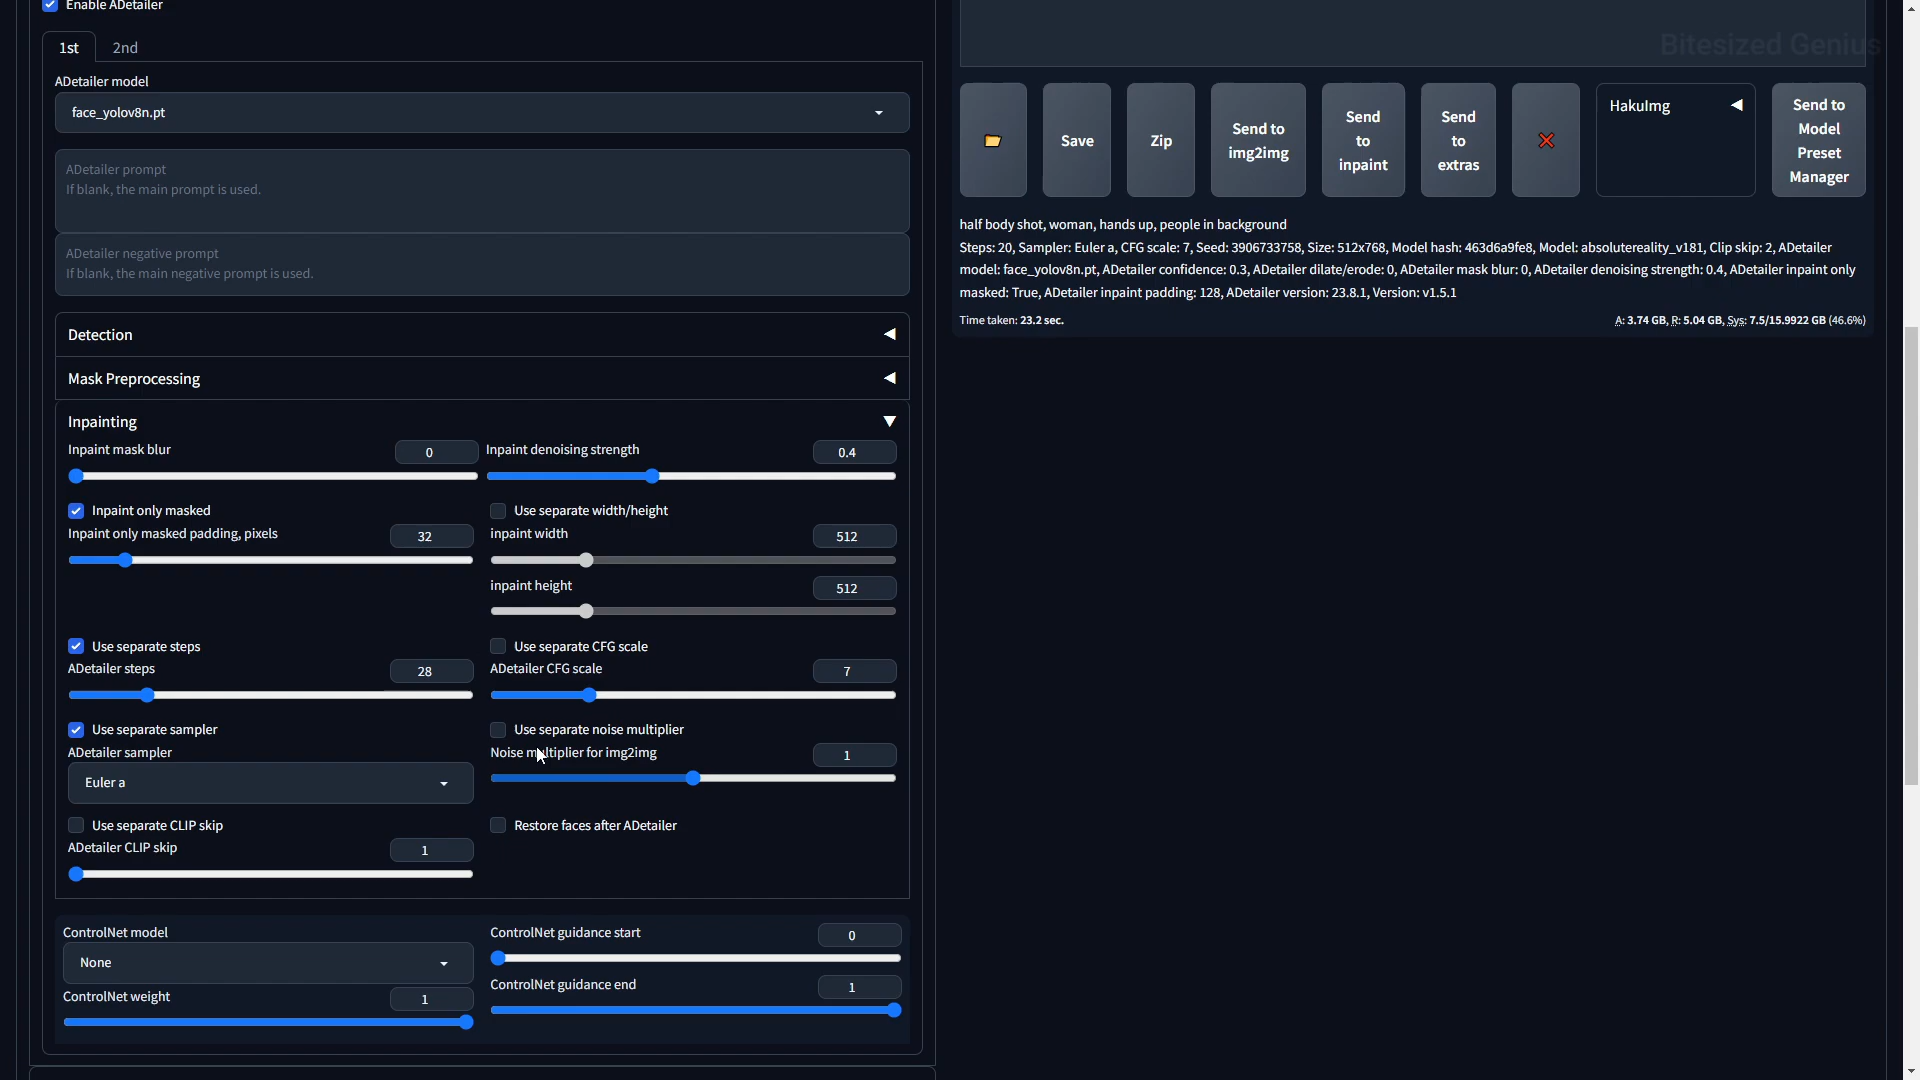 Enable ADetailer
1st
2nd
ADetailer model
face_yolov8n.pt
ADetailer prompt
If blank, the main prompt is used.
ADetailer negative prompt
If blank, the main negative prompt is used.
Detection
Mask Preprocessing
Inpainting
Inpaint mask blur
0
Inpaint denoising strength
0.4
Inpaint only masked
Use separate width/height
Inpaint only masked padding, pixels
32
inpaint width
512
inpaint height
512
Use separate steps
Use separate CFG scale
ADetailer steps
28
ADetailer CFG scale
7
Use separate sampler
Use separate noise multiplier
ADetailer sampler
Noise multiplier for img2img
1
Euler a
Use separate CLIP skip
Restore faces after ADetailer
ADetailer CLIP skip
1
ControlNet model
None
ControlNet guidance start
0
ControlNet weight
1
ControlNet guidance end
1
Bitesized Genius
Save
Zip
Send to
img2img
Send
to
inpaint
Send
to
extras
HakuImg
Send to
Model
Preset
Manager
half body shot, woman, hands up, people in background
Steps: 20, Sampler: Euler a, CFG scale: 7, Seed: 3906733758, Size: 512x768, Model hash: 463d6a9fe8, Model: absolutereality_v181, Clip skip: 2, ADetailer
model: face_yolov8n.pt, ADetailer confidence: 0.3, ADetailer dilate/erode: 0, ADetailer mask blur: 0, ADetailer denoising strength: 0.4, ADetailer inpaint only
masked: True, ADetailer inpaint padding: 128, ADetailer version: 23.8.1, Version: v1.5.1
Time taken: 23.2 sec.
A: 3.74 GB, R: 5.04 GB, Sys: 7.5/15.9922 GB (46.6%)